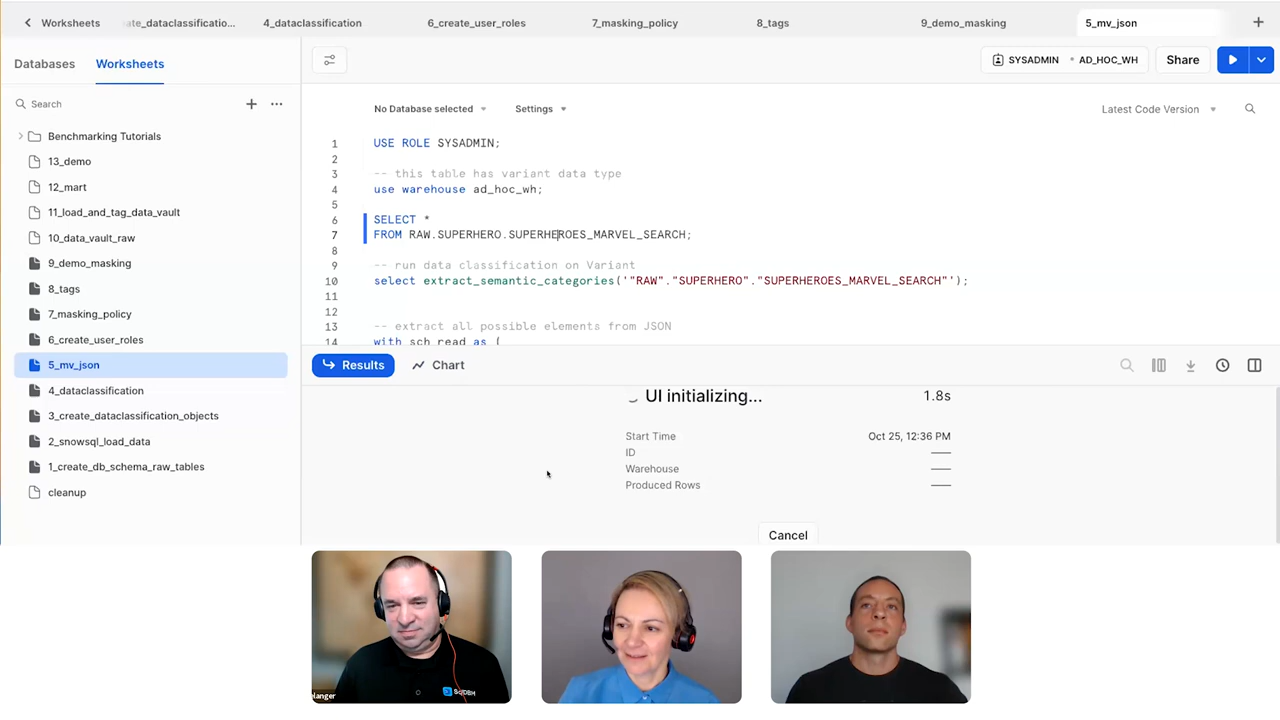 Worksheets
ate_dataclassificatio...
4_dataclassification
6_create_user_roles
7_masking_policy
8_tags
9_demo_masking
5_mv_json
Databases
Worksheets
SYSADMIN
AD_HOC_WH
Share
Search
No Database selected
Settings
Latest Code Version
Benchmarking Tutorials
13_demo
12_mart
11_load_and_tag_data_vault
10_data_vault_raw
9_demo_masking
8_tags
7_masking_policy
6_create_user_roles
5_mv_json
4_dataclassification
3_create_dataclassification_objects
2_snowsql_load_data
1_create_db_schema_raw_tables
cleanup
1 USE ROLE SYSADMIN;
2
3 -- this table has variant data type
4 use warehouse ad_hoc_wh;
5
6 SELECT *
7 FROM RAW.SUPERHERO.SUPERHEROES_MARVEL_SEARCH;
8
9 -- run data classification on Variant
10 select extract_semantic_categories('"RAW"."SUPERHERO"."SUPERHEROES_MARVEL_SEARCH"');
11
12
13 -- extract all possible elements from JSON
14 with sch_read as (
Results
Chart
UI initializing... 1.8s
Start Time Oct 25, 12:36 PM
ID
Warehouse
Produced Rows
Cancel
elanger